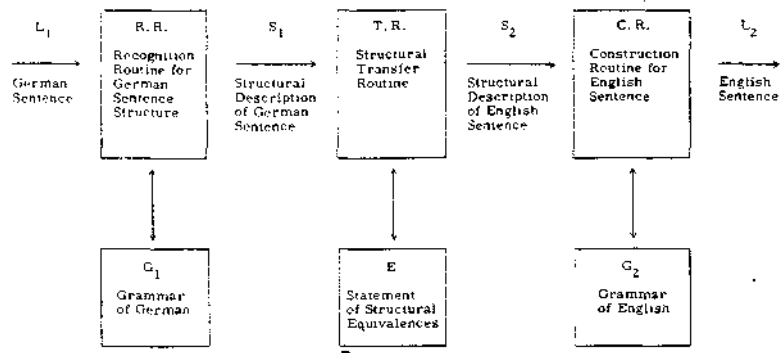 L1
German
Sentence
R.R.
Recognition
Routine for
German
Sentence
Structure
S1
Structural
Description
of German
Sentence
T.R.
Structural
Transfer
Routine
S2
Structural
Description
of English
Sentence
C.R.
Construction
Routine for
English
Sentence
L2
English
Sentence
G1
Grammar
of German
E
Statement
of Structural
Equivalences
G2
Grammar
of English